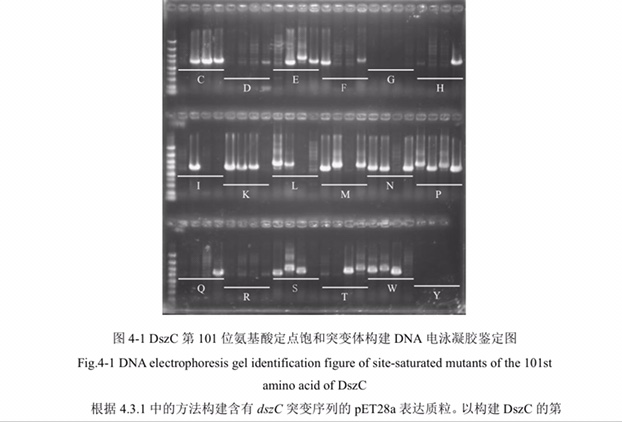 C D E F G H
I K L M N P
Q R S T W Y
图 4-1 DszC 第 101 位氨基酸定点饱和突变体构建 DNA 电泳凝胶鉴定图
Fig.4-1 DNA electrophoresis gel identification figure of site-saturated mutants of the 101st
amino acid of DszC
根据 4.3.1 中的方法构建含有 dszC 突变序列的 pET28a 表达质粒。以构建 DszC 的第